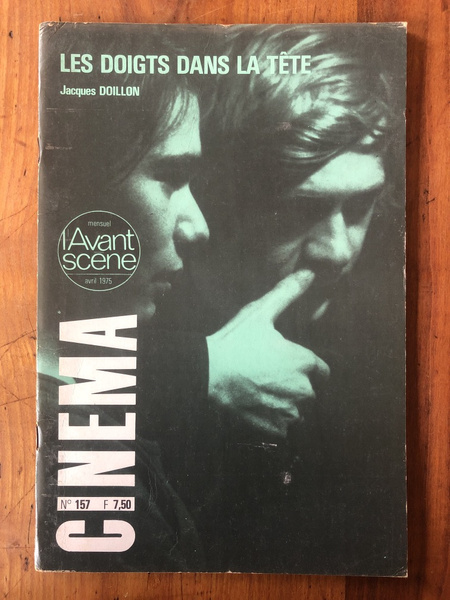 LES DOIGTS DANS LA TÊTE
Jacques DOILLON
mensuel
l'Avant
scène
avril 1975
CINEMA
N° 157 F 7,50